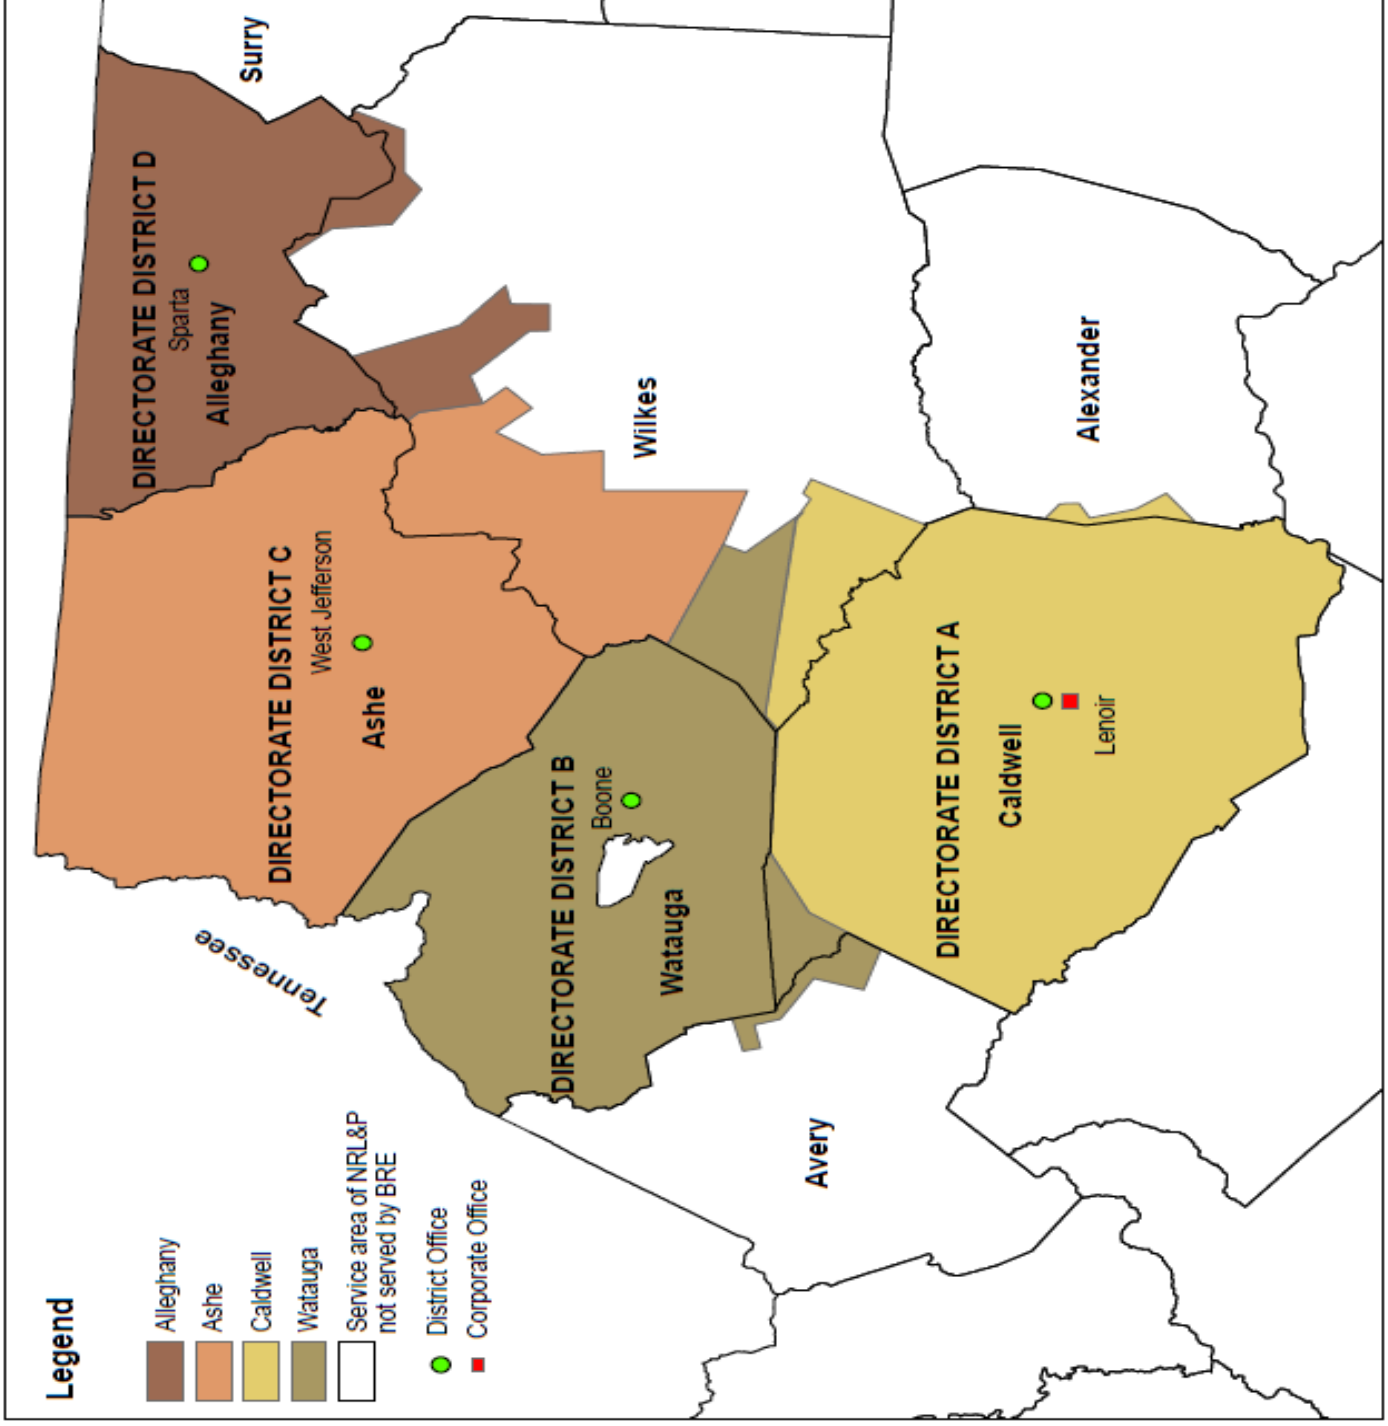 Legend
Alleghany
Ashe
Caldwell
Watauga
Service area of NRL&P
not served by BRE
District Office
Corporate Office
Tennessee
DIRECTORATE DISTRICT D
Sparta
Alleghany
Surry
DIRECTORATE DISTRICT C
West Jefferson
Ashe
DIRECTORATE DISTRICT B
Boone
Watauga
Wilkes
Avery
DIRECTORATE DISTRICT A
Caldwell
Lenoir
Alexander